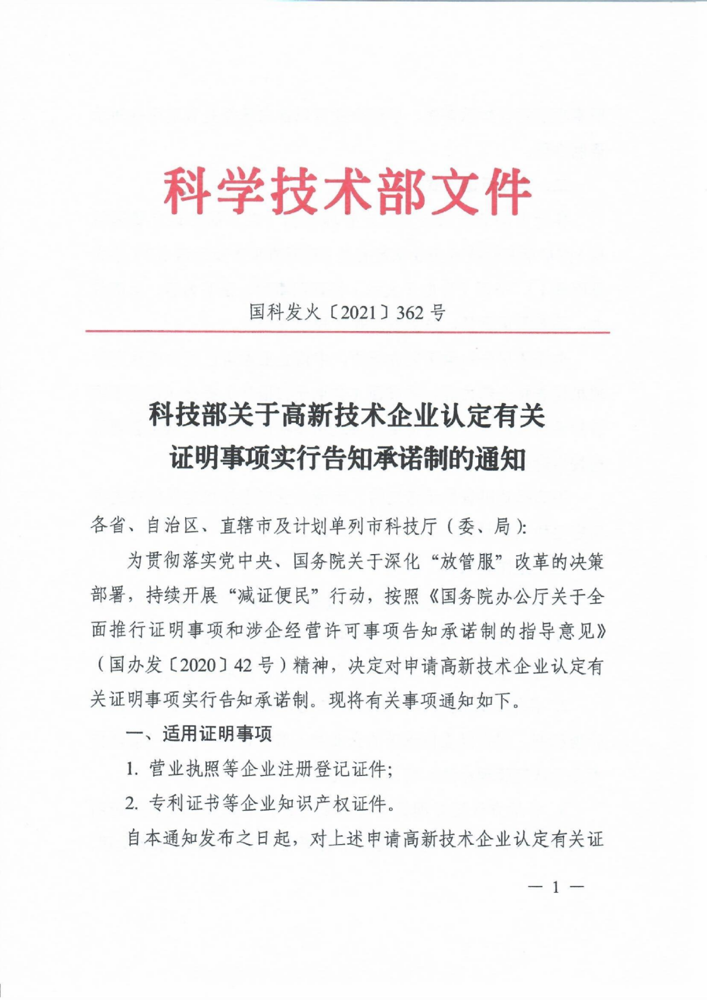 科学技术部文件
国科发火〔2021〕362号
科技部关于高新技术企业认定有关
证明事项实行告知承诺制的通知
各省、自治区、直辖市及计划单列市科技厅（委、局）：
为贯彻落实党中央、国务院关于深化“放管服”改革的决策
部署，持续开展“减证便民”行动，按照《国务院办公厅关于全
面推行证明事项和涉企经营许可事项告知承诺制的指导意见》
（国办发〔2020〕42号）精神，决定对申请高新技术企业认定有
关证明事项实行告知承诺制。现将有关事项通知如下。
一、适用证明事项
1. 营业执照等企业注册登记证件；
2. 专利证书等企业知识产权证件。
自本通知发布之日起，对上述申请高新技术企业认定有关证
— 1 —